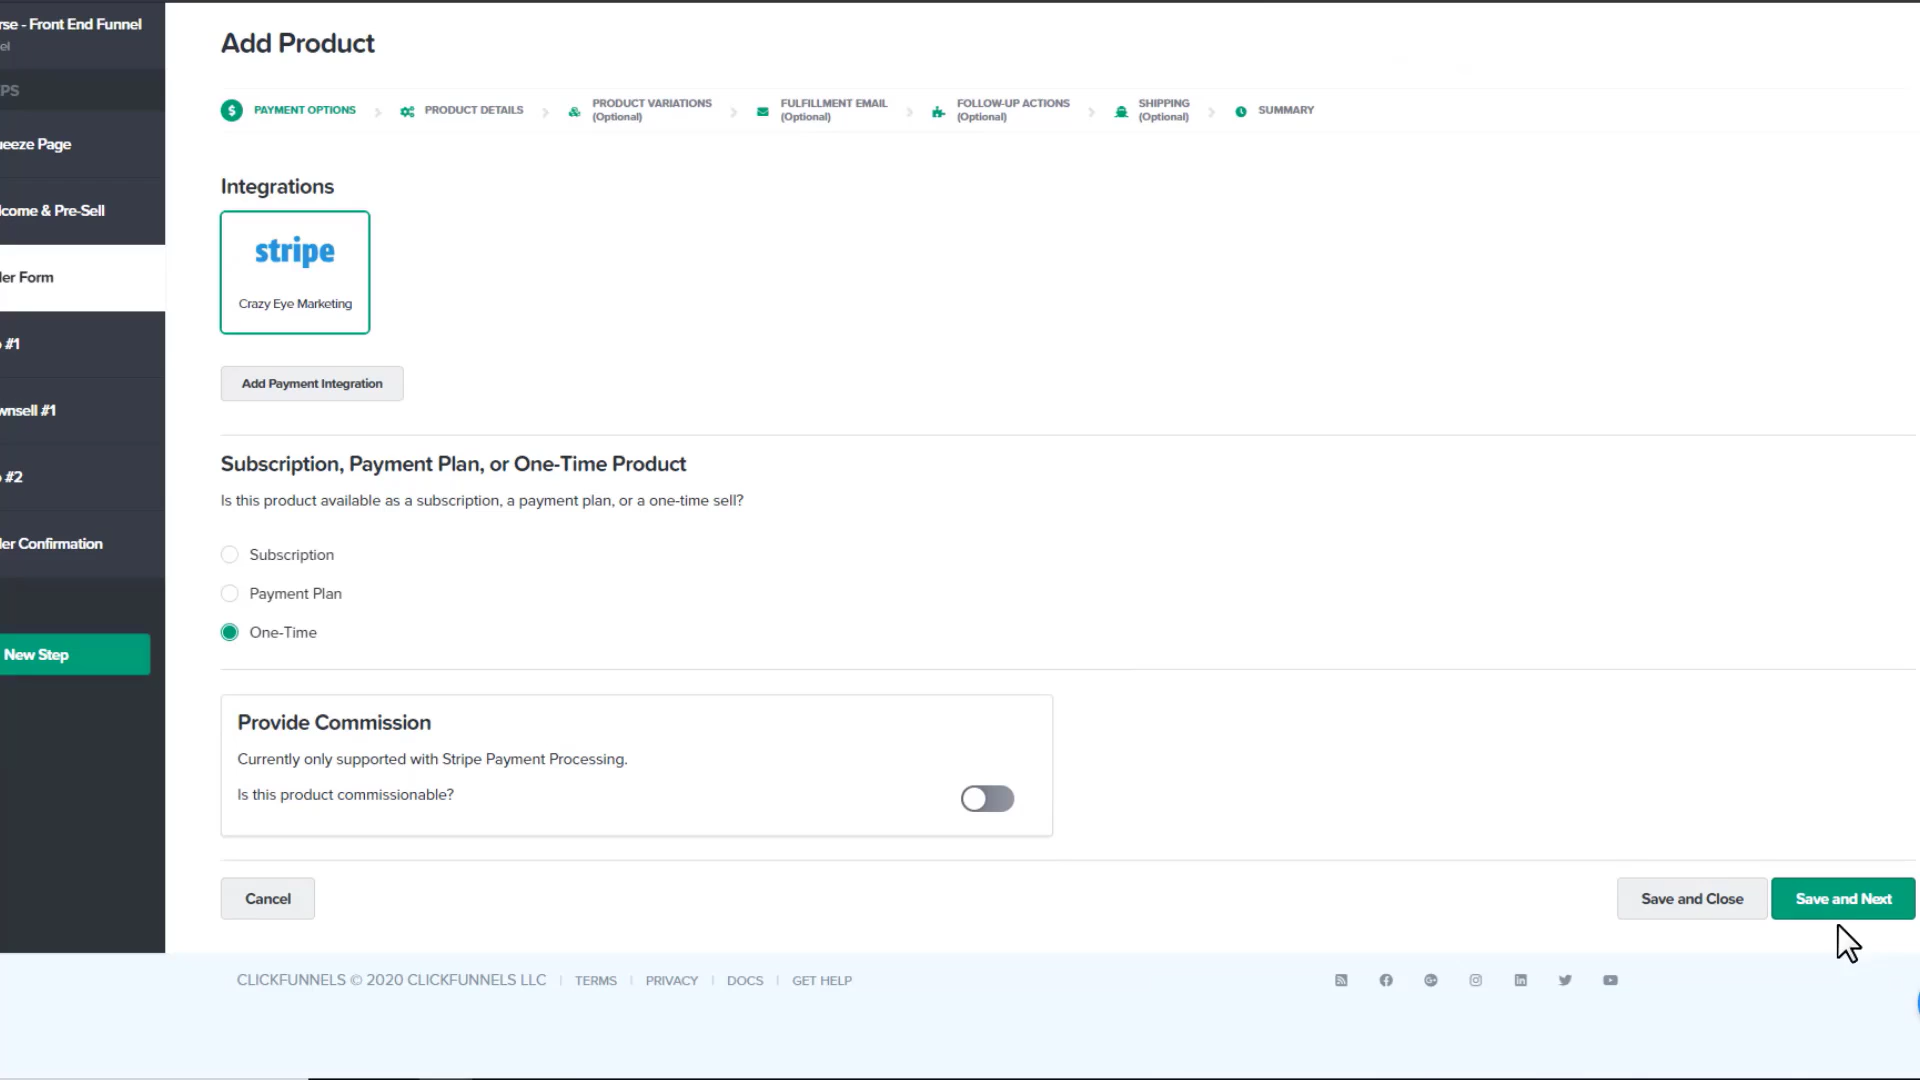 rse - Front End Funnel
el
PS
ueeze Page
lcome & Pre-Sell
ler Form
#1
wnsell #1
#2
ler Confirmation
New Step
Add Product
$ PAYMENT OPTIONS
PRODUCT DETAILS
PRODUCT VARIATIONS
(Optional)
FULFILLMENT EMAIL
(Optional)
FOLLOW-UP ACTIONS
(Optional)
SHIPPING
(Optional)
SUMMARY
Integrations
stripe
Crazy Eye Marketing
Add Payment Integration
Subscription, Payment Plan, or One-Time Product
Is this product available as a subscription, a payment plan, or a one-time sell?
Subscription
Payment Plan
One-Time
Provide Commission
Currently only supported with Stripe Payment Processing.
Is this product commissionable?
Cancel
Save and Close
Save and Next
CLICKFUNNELS © 2020 CLICKFUNNELS LLC | TERMS | PRIVACY | DOCS | GET HELP